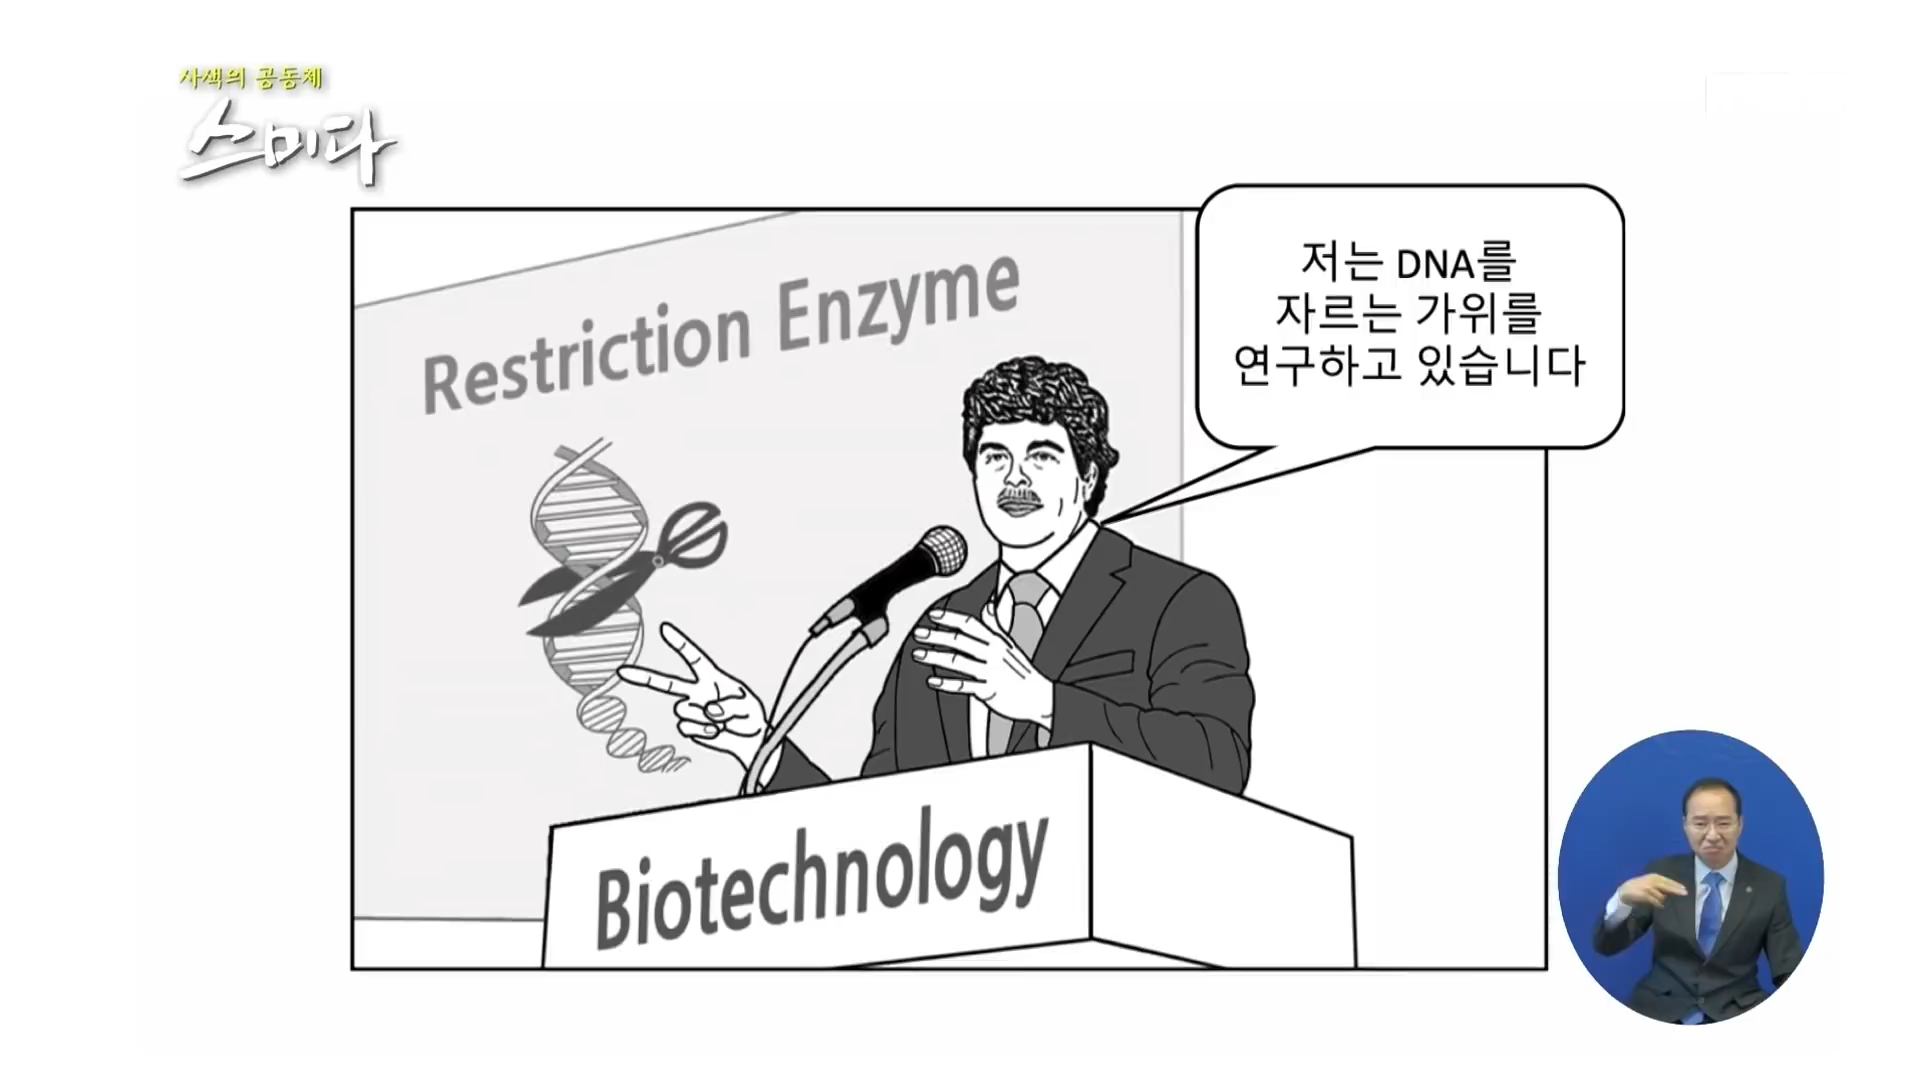 사색의 공동체
스미다
저는 DNA를
자르는 가위를
연구하고 있습니다
Restriction Enzyme
Biotechnology